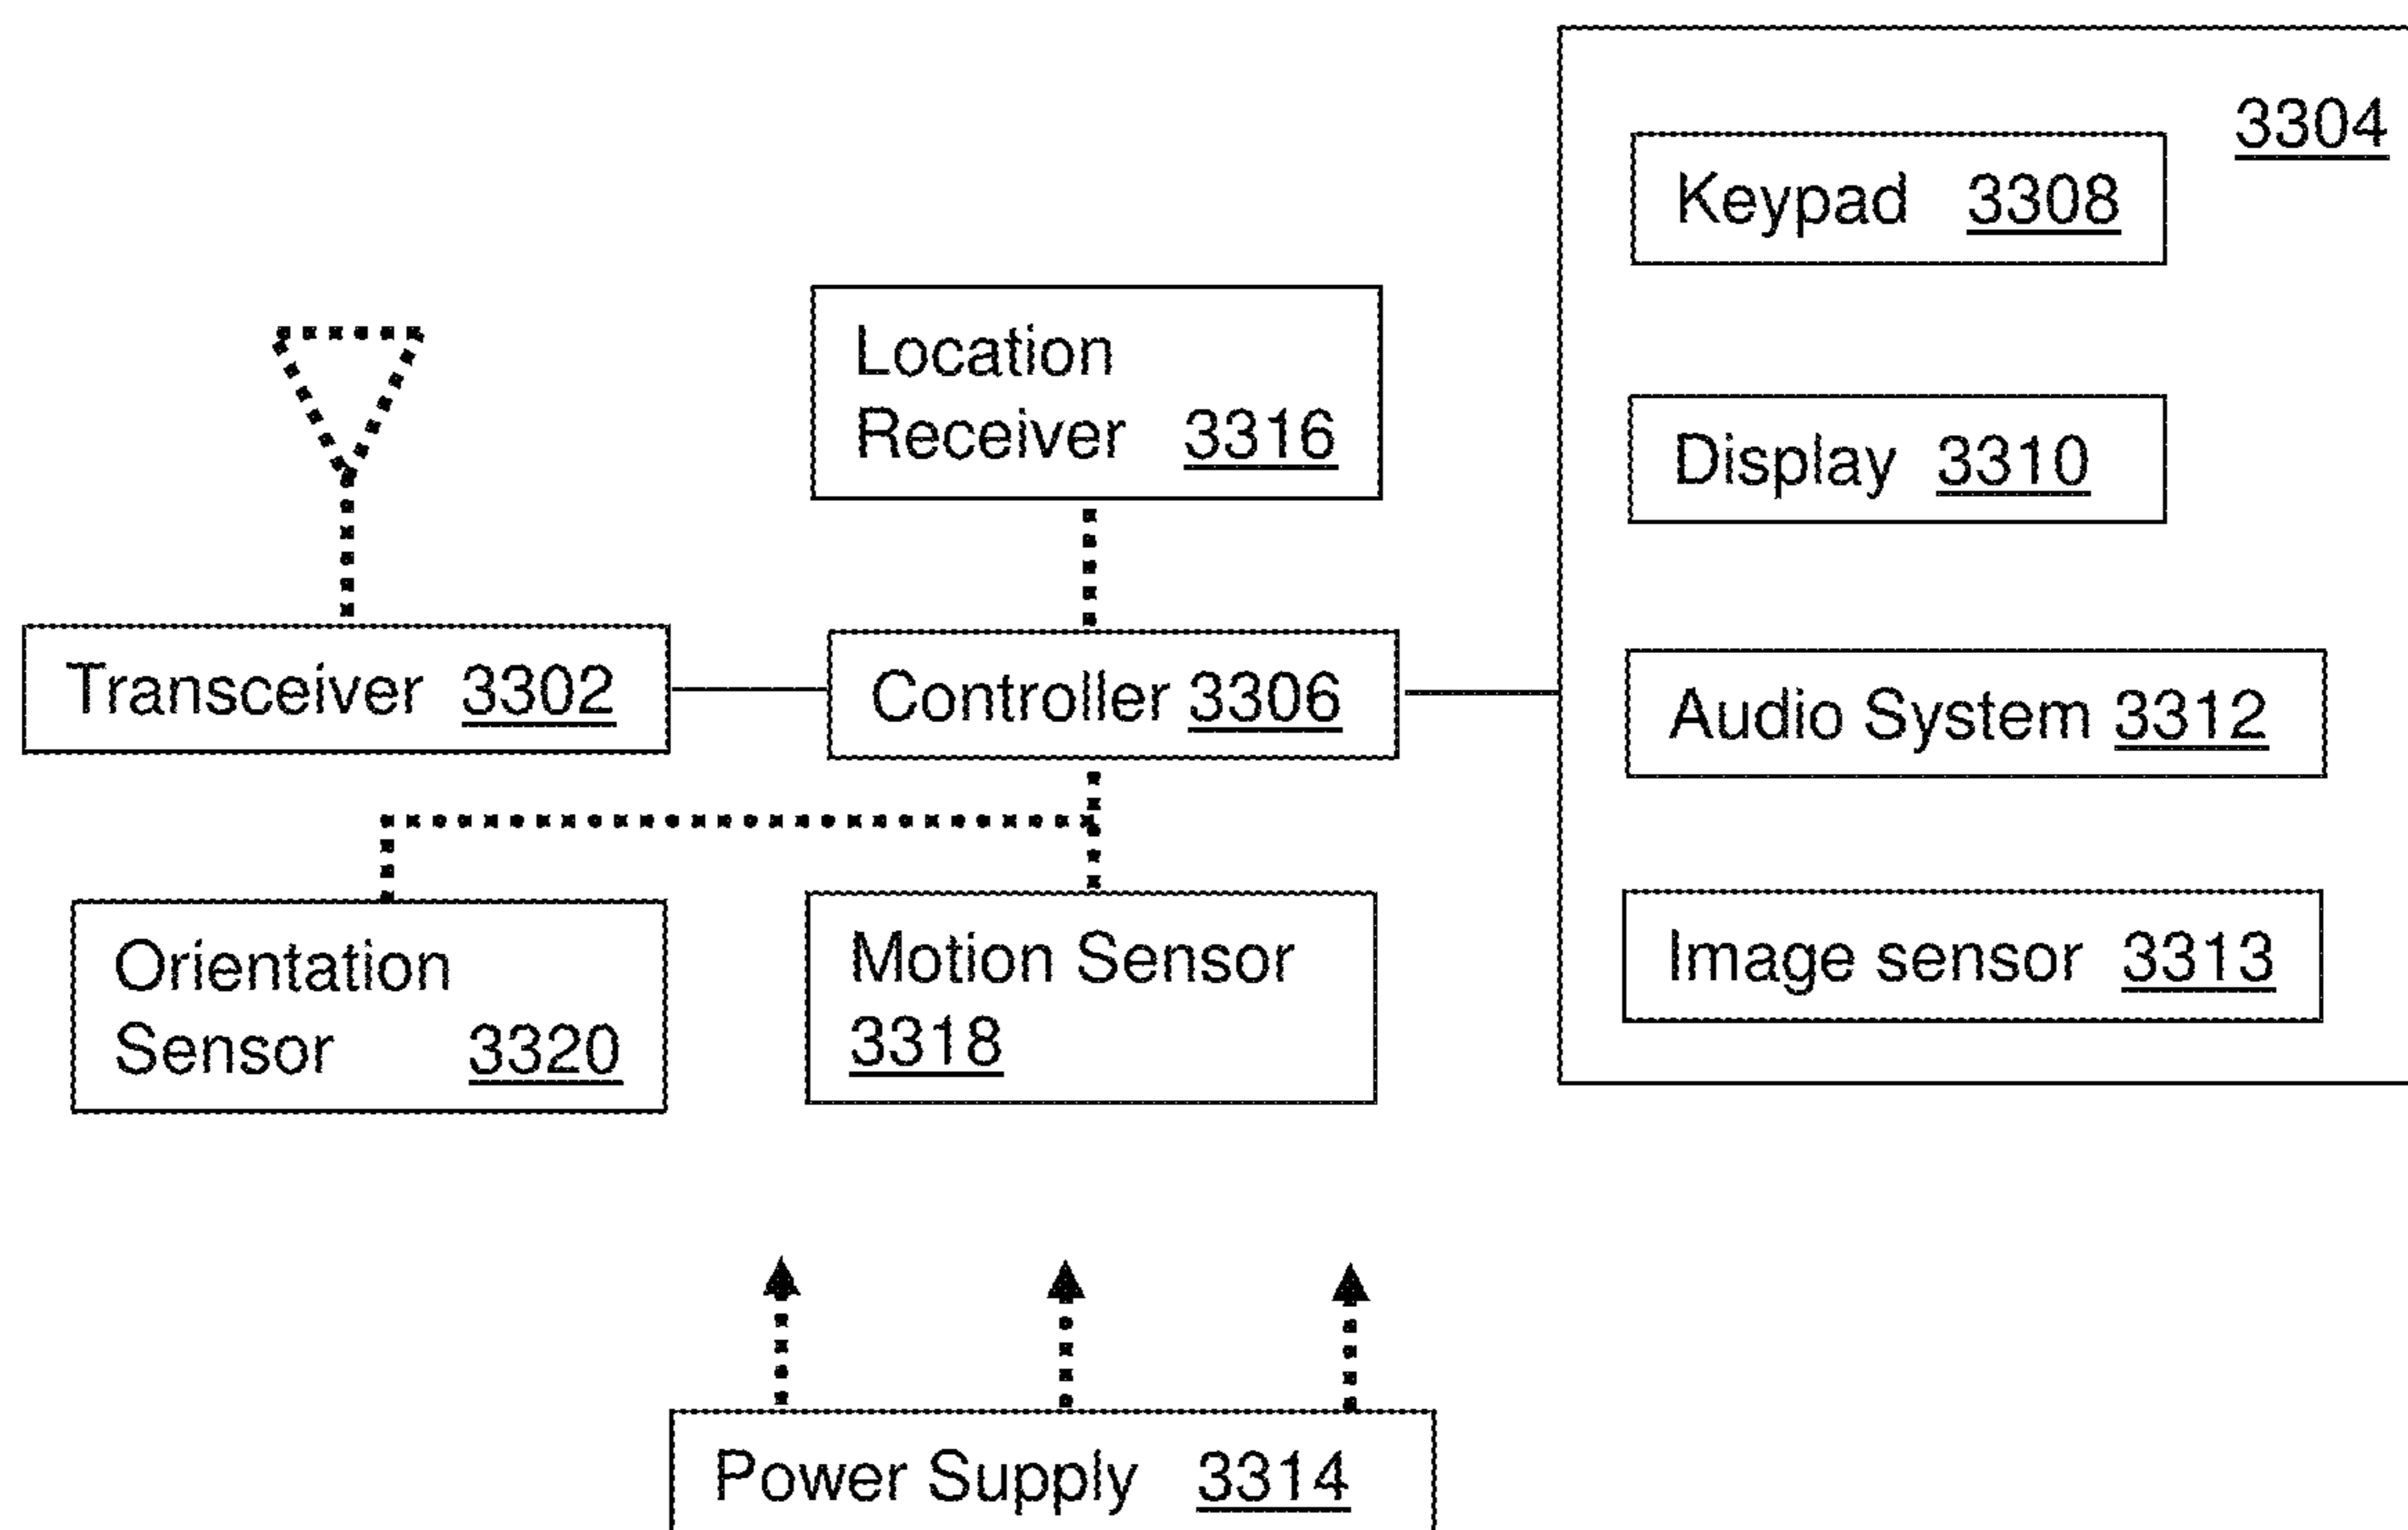 3304
Keypad 3308
Location
Receiver 3316
Display 3310
Transceiver 3302
Controller 3306
Audio System 3312
Orientation
Sensor 3320
Motion Sensor
3318
Image sensor 3313
Power Supply 3314